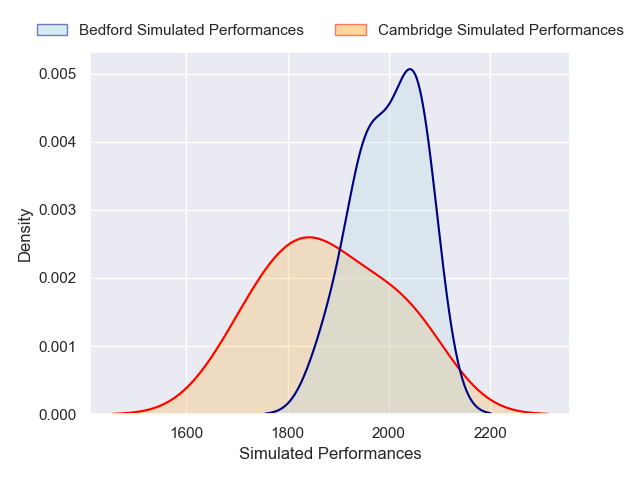 Bedford Simulated Performances Cambridge Simulated Performances
0.005
0.004
0.003
0.002
0.001
0.000
Density
1600 1800 2000 2200
Simulated Performances